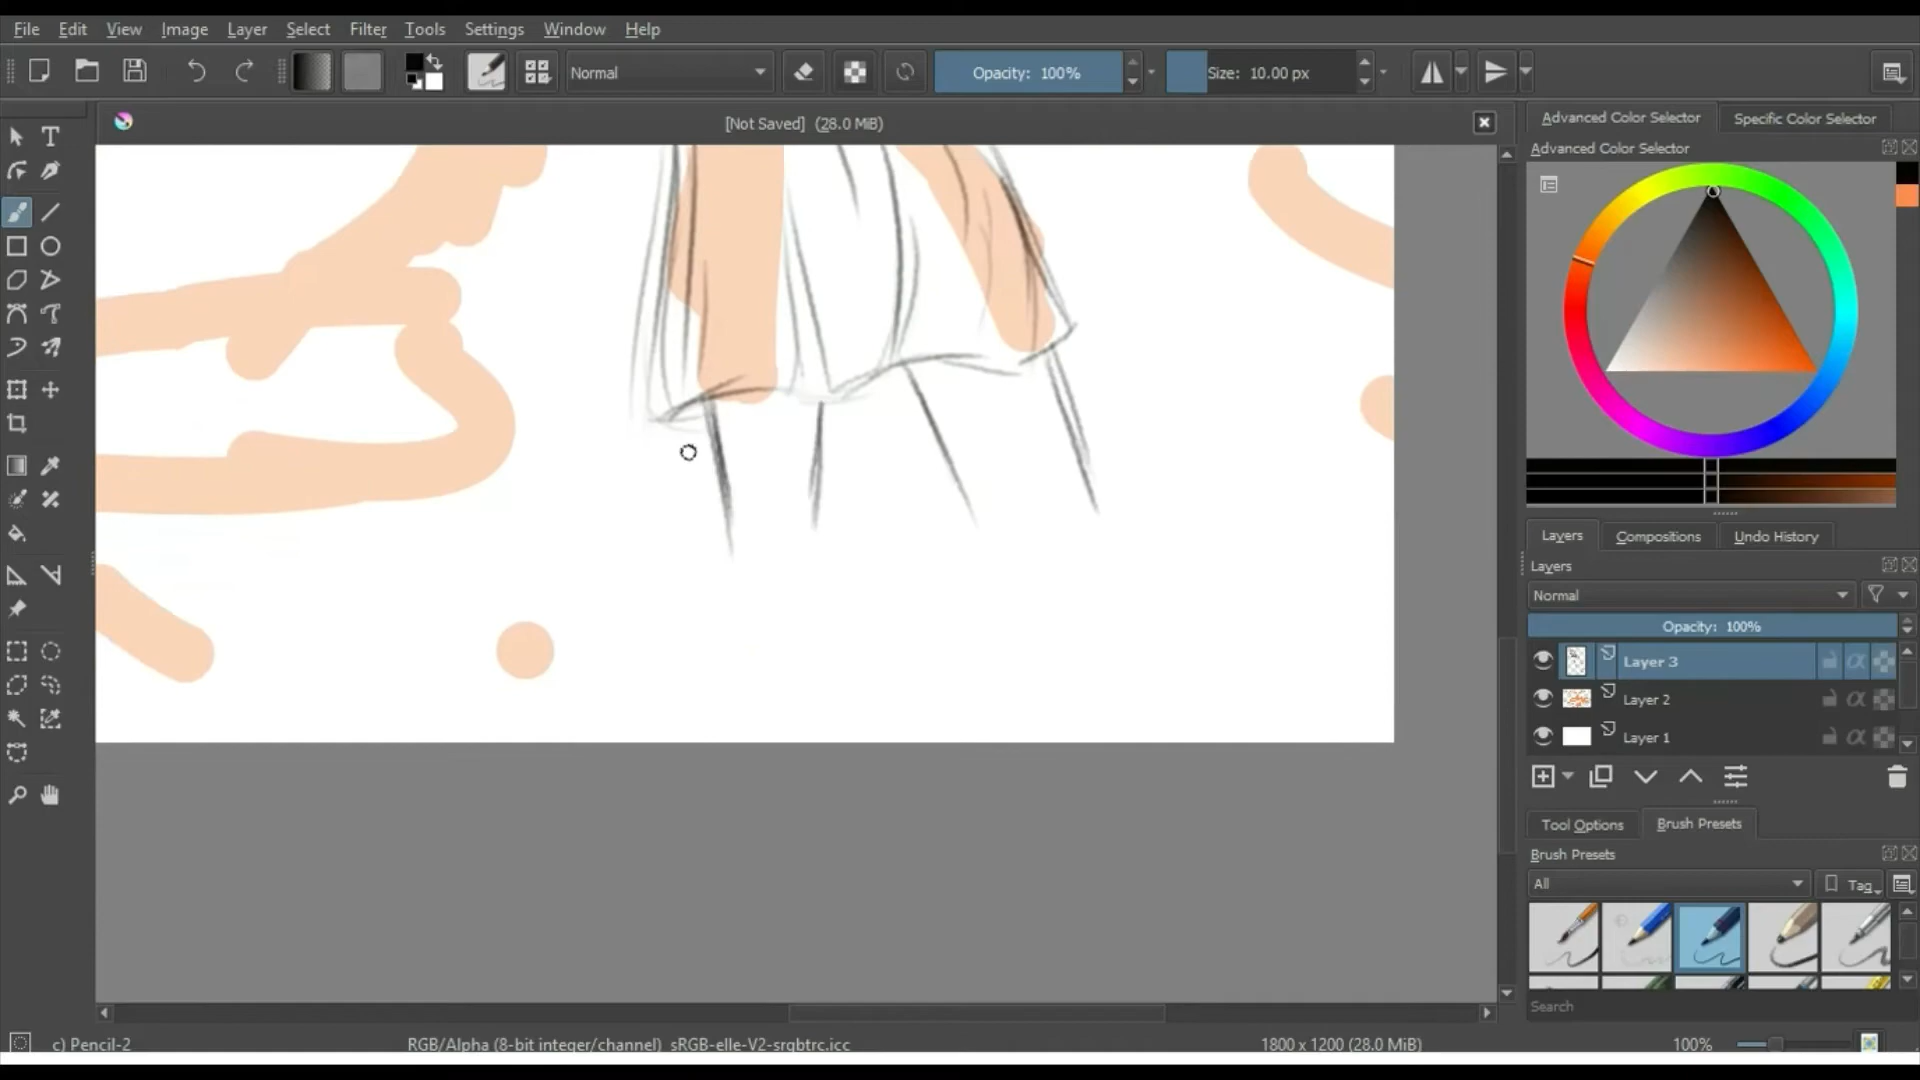 File Edit View Image Layer Select Filter Tools Settings Window Help
Normal Opacity: 100% Size: 10.00 px
[Not Saved] (28.0 MiB)
Advanced Color Selector Specific Color Selector
Advanced Color Selector
Layers Compositions Undo History
Layers
Normal
Opacity: 100%
Layer 3
Layer 2
Layer 1
Tool Options Brush Presets
Brush Presets
All Tag
Search
c) Pencil-2 RGB/Alpha (8-bit integer/channel) sRGB-elle-V2-srgbtrc.icc 1800 x 1200 (28.0 MiB) 100%